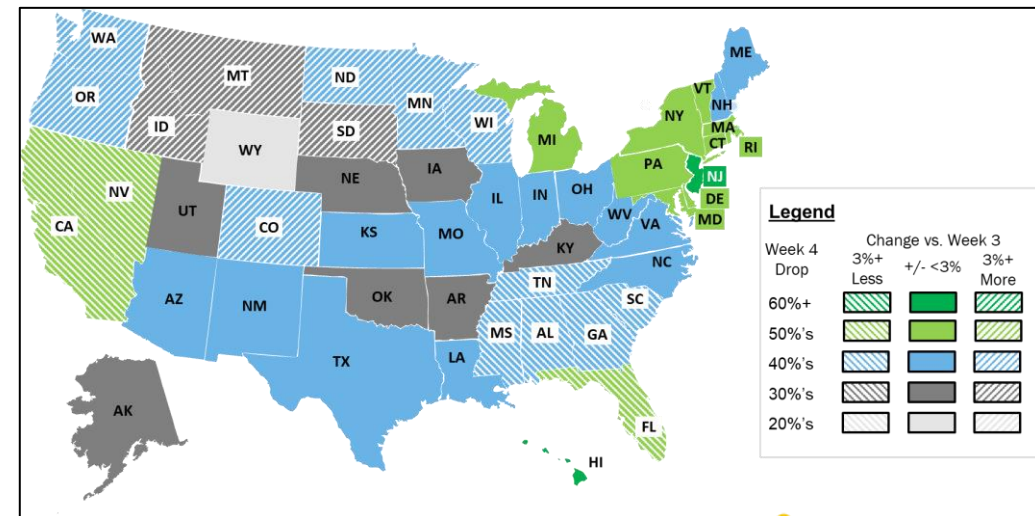 WA
ME
MT
ND
VT
OR
MN
NH
ID
SD
WI
NY
MA
CT
RI
WY
MI
NV
NE
IA
PA
NJ
DE
MD
UT
IL
IN
OH
WV
VA
CA
CO
KS
MO
KY
NC
TN
SC
AZ
NM
OK
AR
MS
AL
GA
TX
LA
AK
FL
HI
Legend
Week 4
Drop
Change vs. Week 3
3%+
Less
+/- <3%
3%+
More
60%+
50%'s
40%'s
30%'s
20%'s